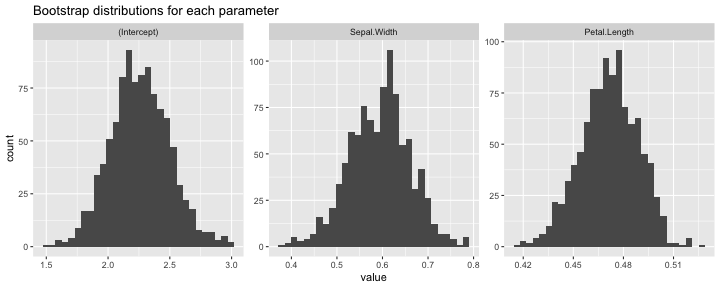 Bootstrap distributions for each parameter
(Intercept)
Sepal.Width
Petal.Length
count
75
50
25
0
100
75
50
25
0
100
75
50
25
0
1.5 2.0 2.5 3.0
0.4 0.5 0.6 0.7 0.8
0.42 0.45 0.48 0.51
value